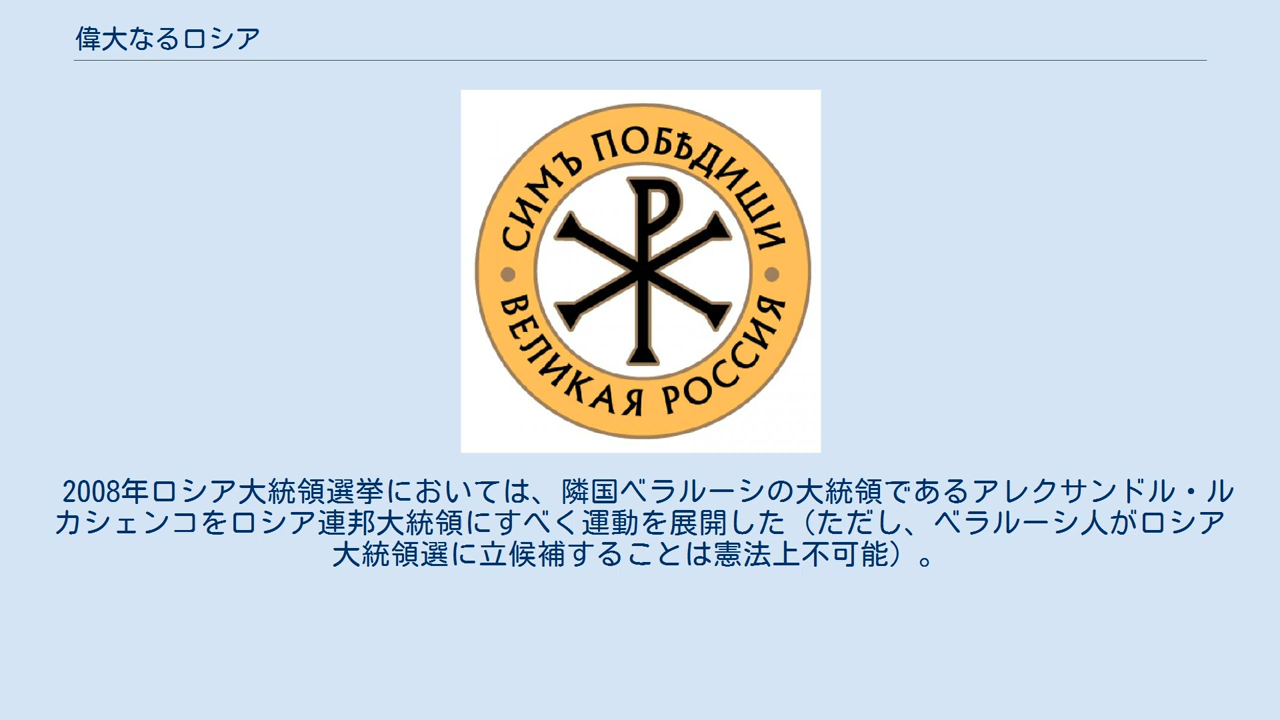 偉大なるロシア
СИМЪ ПОБѢДИШИ
ВЕЛИКАЯ РОССИЯ
2008年ロシア大統領選挙においては、隣国ベラルーシの大統領であるアレクサンドル・ル
カシェンコをロシア連邦大統領にすべく運動を展開した（ただし、ベラルーシ人がロシア
大統領選に立候補することは憲法上不可能）。